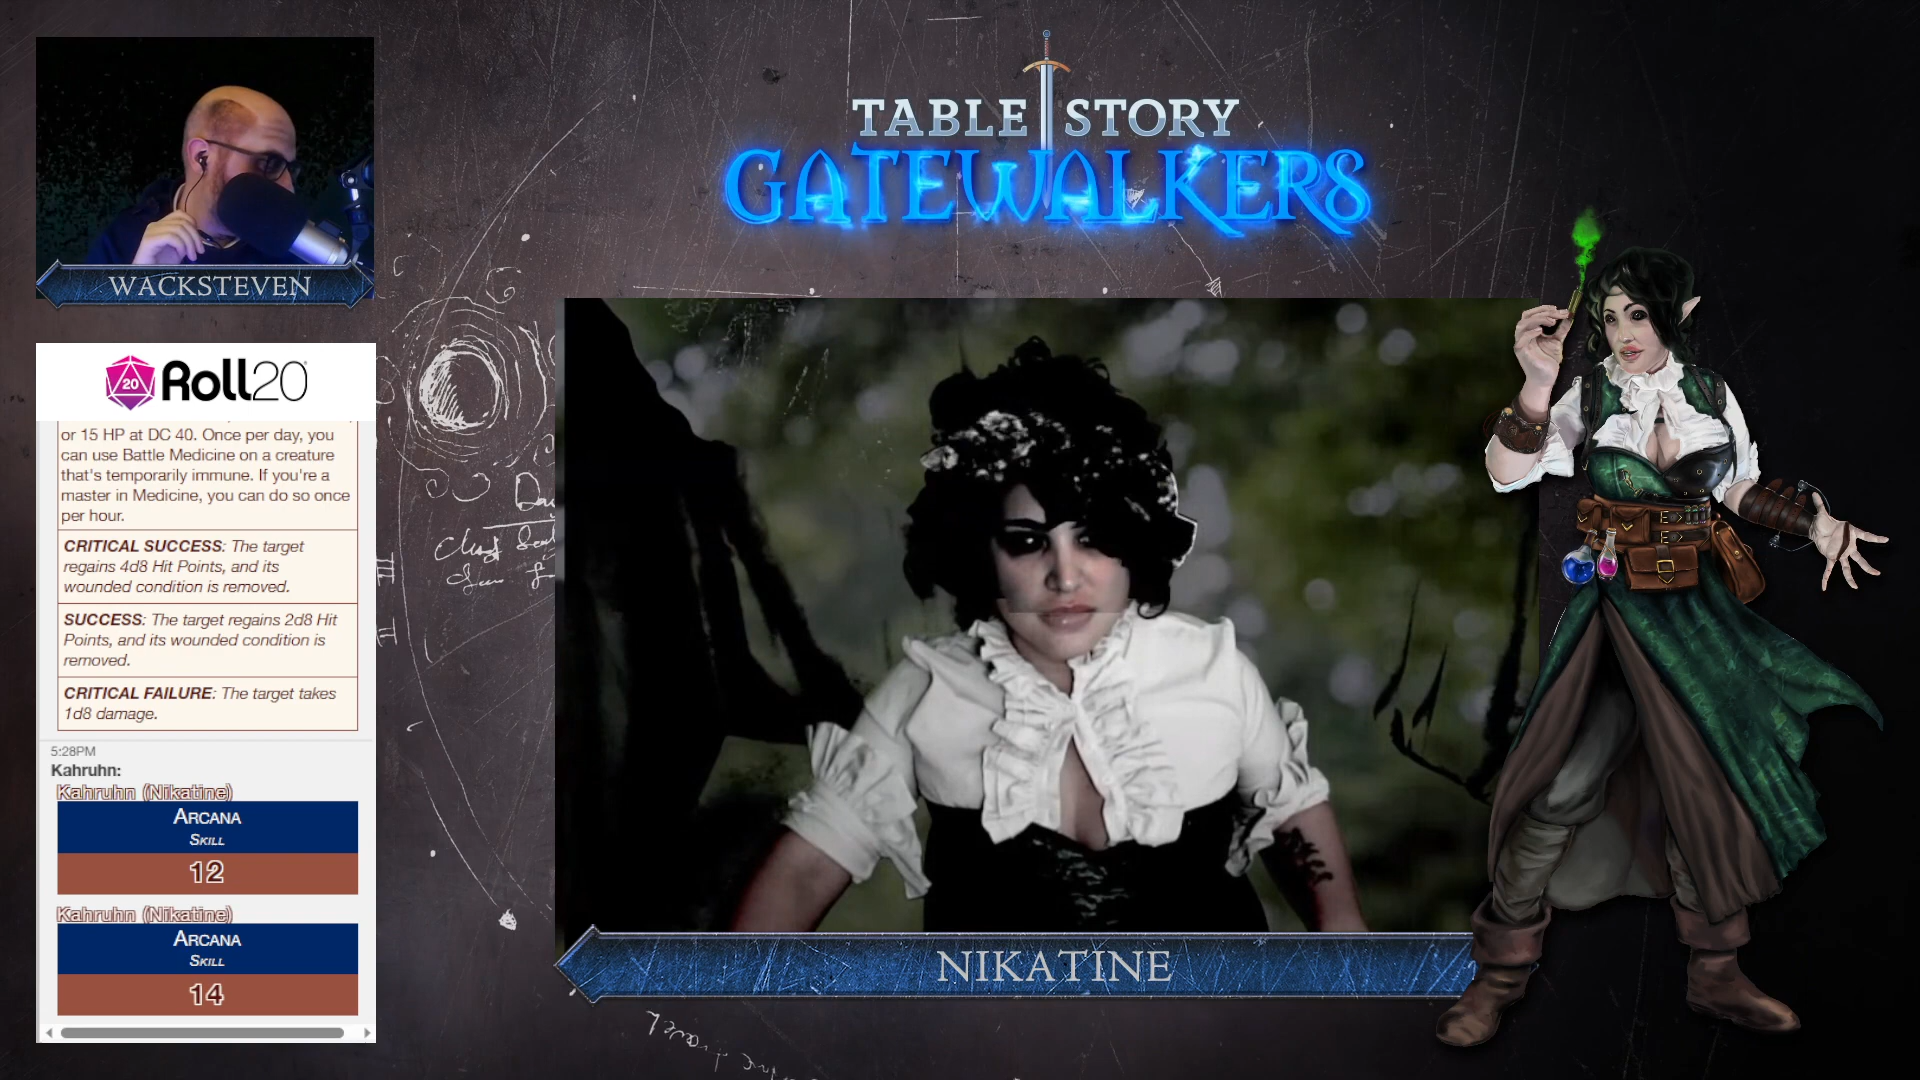 TABLE STORY
GATEWALKERS
WACKSTEVEN
20 Roll20
or 15 HP at DC 40. Once per day, you
can use Battle Medicine on a creature
that's temporarily immune. If you're a
master in Medicine, you can do so once
per hour.
CRITICAL SUCCESS: The target
regains 4d8 Hit Points, and its
wounded condition is removed.
SUCCESS: The target regains 2d8 Hit
Points, and its wounded condition is
removed.
CRITICAL FAILURE: The target takes
1d8 damage.
5:28PM
Kahruhn:
Kahruhn (Nikatine)
ARCANA
SKILL
12
Kahruhn (Nikatine)
ARCANA
SKILL
14
NIKATINE